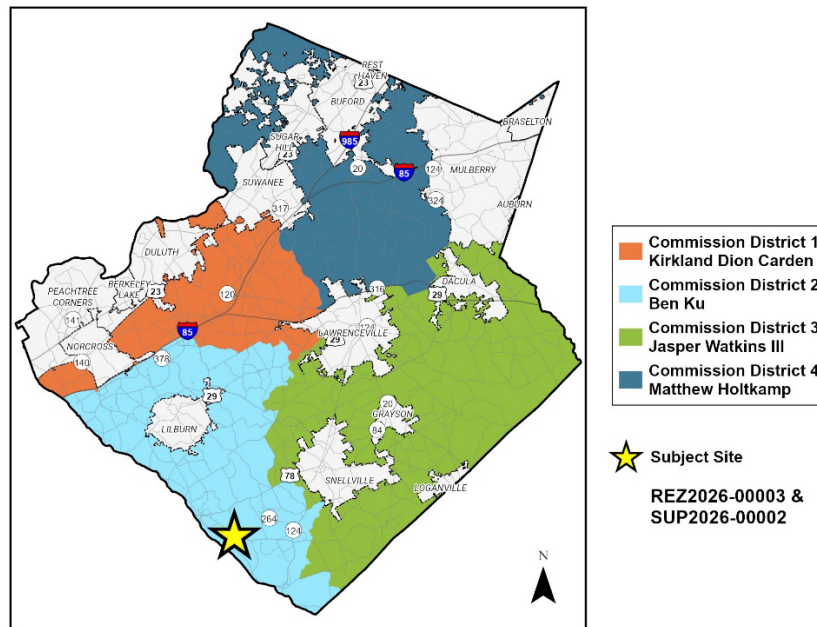 REST
HAVEN
23
BUFORD
BRASELTON
SUGAR
HILL
23
985
20
85
124
MULBERRY
SUWANEE
324
AUBURN
317
DULUTH
PEACHTREE
CORNERS
BERKELEY
LAKE
23
120
316
DACULA
29
141
85
LAWRENCEVILLE
124
29
NORCROSS
140
378
29
20
GRAYSON
84
LILBURN
78
SNELLVILLE
LOGANVILLE
264
124
N
Commission District 1
Kirkland Dion Carden
Commission District 2
Ben Ku
Commission District 3
Jasper Watkins III
Commission District 4
Matthew Holtkamp
Subject Site
REZ2026-00003 &
SUP2026-00002